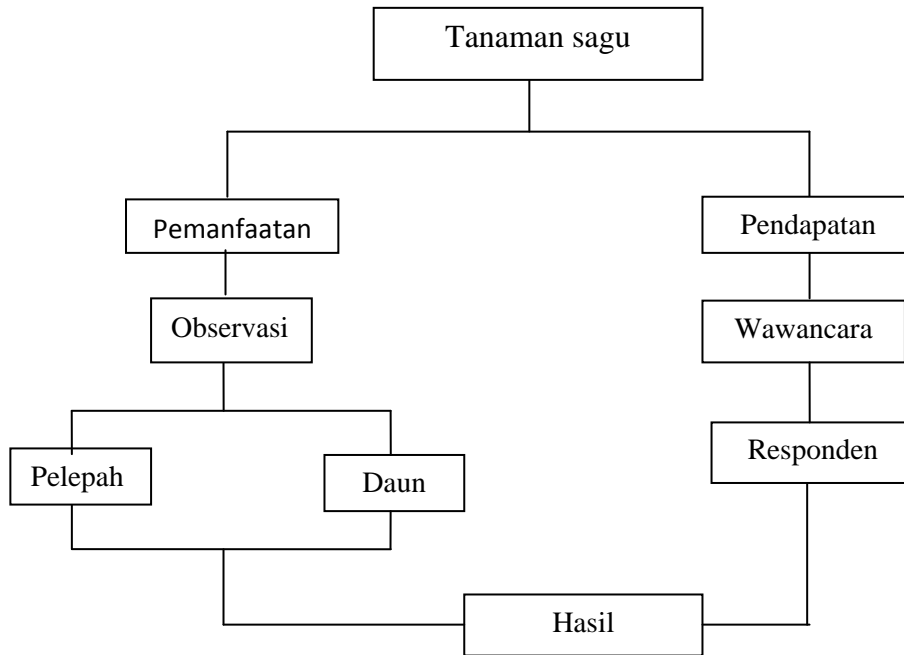 Tanaman sagu
Pemanfaatan
Pendapatan
Observasi
Wawancara
Pelepah
Daun
Responden
Hasil